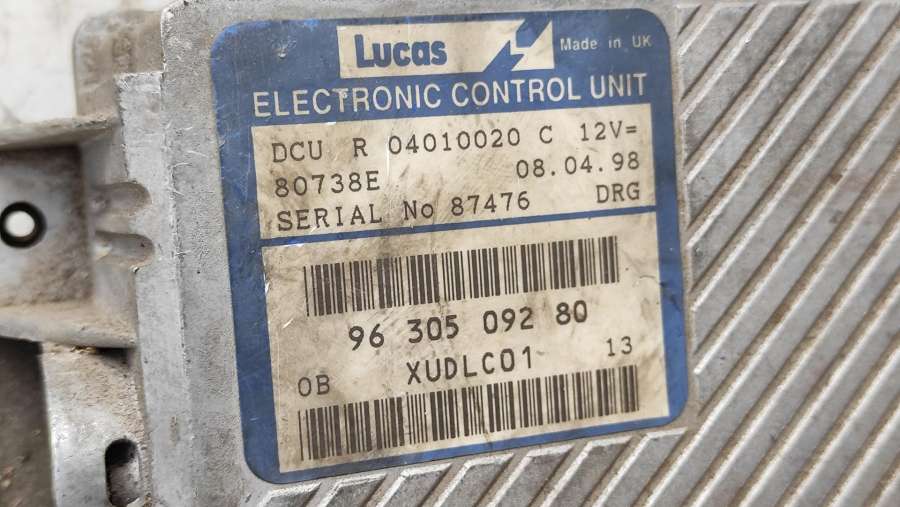 Lucas Made in UK
ELECTRONIC CONTROL UNIT
DCU R 04010020 C 12V=
80738E 08.04.98
SERIAL No 87476 DRG
96 305 092 80
0B XUDLC01 13